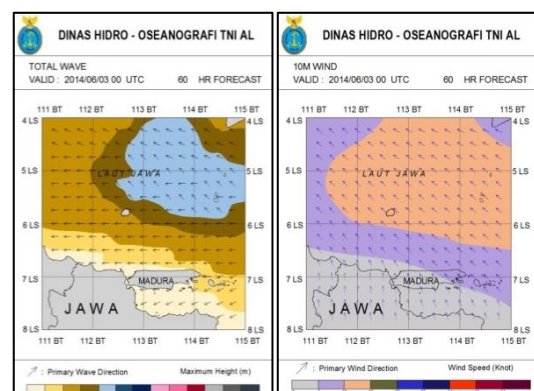 DINAS HIDRO - OSEANOGRAFI TNI AL
TOTAL WAVE
VALID : 2014/06/03 00 UTC 60 HR FORECAST
111 BT 112 BT 113 BT 114 BT 115 BT
4 LS 4 LS
LAUT JAWA
5 LS 5 LS
6 LS 6 LS
7 LS 7 LS
MADURA
JAWA
8 LS 8 LS
111 BT 112 BT 113 BT 114 BT 115 BT
: Primary Wave Direction Maximum Height (m)
DINAS HIDRO - OSEANOGRAFI TNI AL
10M WIND
VALID : 2014/06/03 00 UTC 60 HR FORECAST
111 BT 112 BT 113 BT 114 BT 115 BT
4 LS 4 LS
LAUT JAWA
5 LS 5 LS
6 LS 6 LS
7 LS 7 LS
MADURA
JAWA
8 LS 8 LS
111 BT 112 BT 113 BT 114 BT 115 BT
: Primary Wind Direction Wind Speed (Knot)